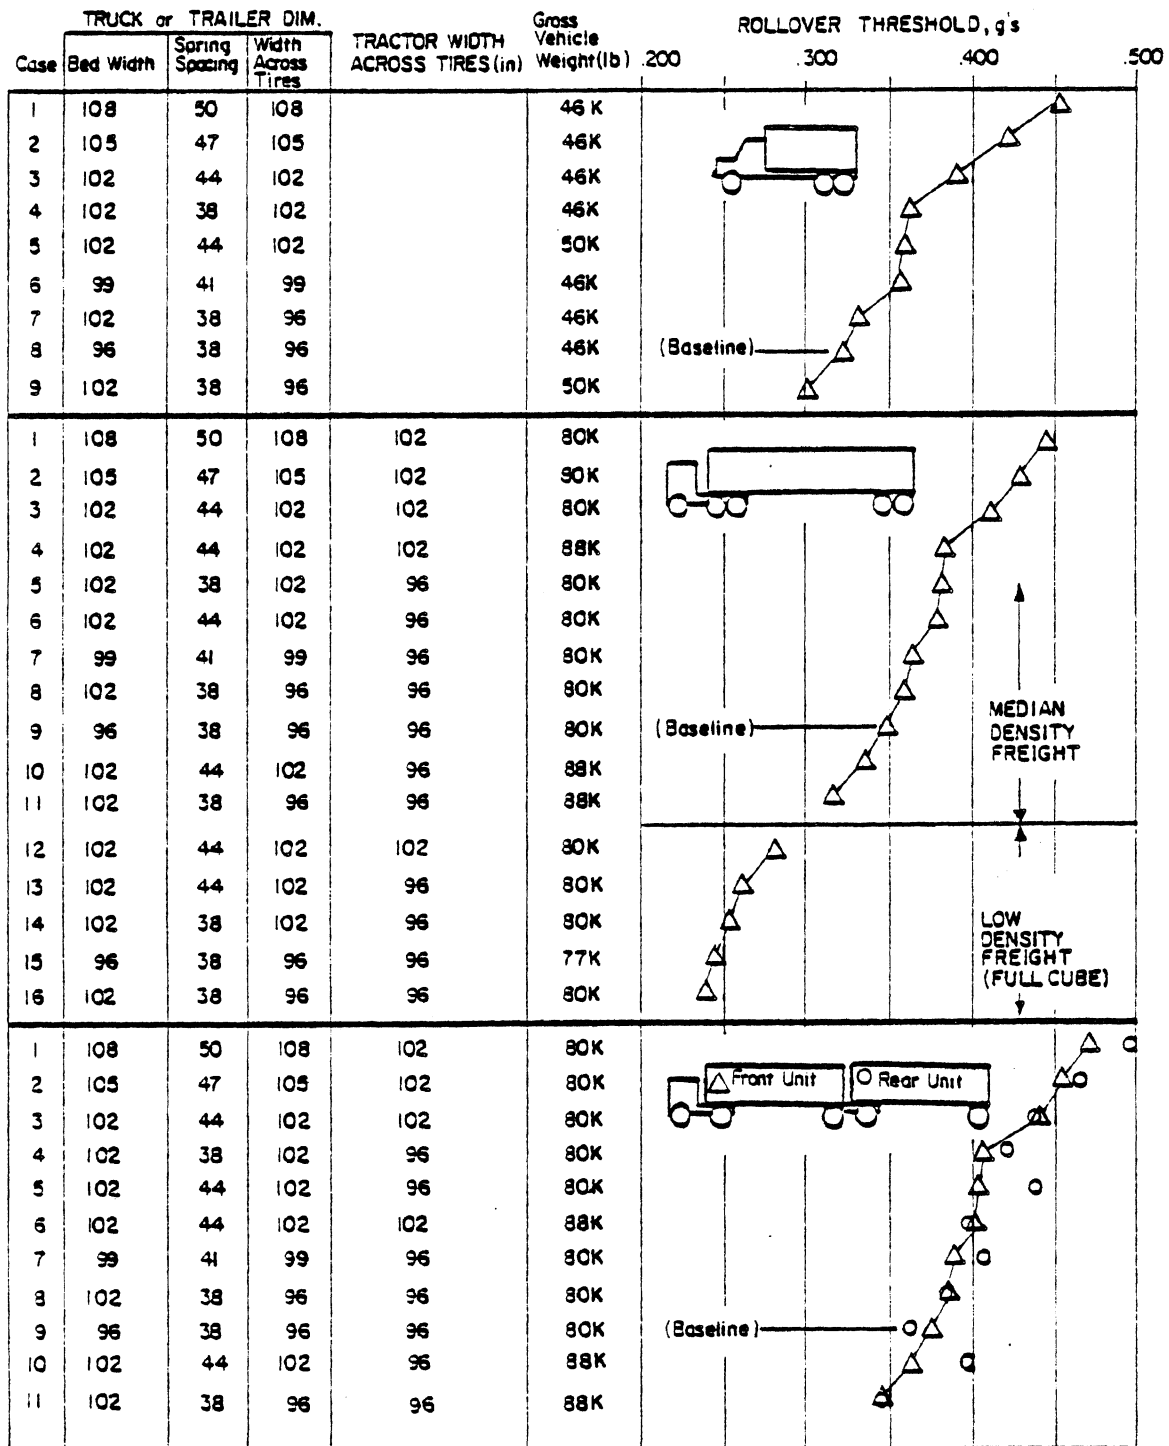 TRUCK or TRAILER DIM.
Case Bed Width Spring Spacing Width Across Tires TRACTOR WIDTH ACROSS TIRES (in) Gross Vehicle Weight(lb) ROLLOVER THRESHOLD, g's
.200 .300 .400 .500
1 108 50 108 46K
2 105 47 105 46K
3 102 44 102 46K
4 102 38 102 46K
5 102 44 102 50K
6 99 41 99 46K
7 102 38 96 46K
8 96 38 96 46K (Baseline)
9 102 38 96 50K
1 108 50 108 102 80K
2 105 47 105 102 80K
3 102 44 102 102 80K
4 102 44 102 102 88K
5 102 38 102 96 80K
6 102 44 102 96 80K
7 99 41 99 96 80K
8 102 38 96 96 80K
9 96 38 96 96 80K (Baseline)
10 102 44 102 96 88K
11 102 38 96 96 88K
MEDIAN
DENSITY
FREIGHT
12 102 44 102 102 80K
13 102 44 102 96 80K
14 102 38 102 96 80K
15 96 38 96 96 77K
16 102 38 96 96 80K
LOW
DENSITY
FREIGHT
(FULL CUBE)
1 108 50 108 102 80K
2 105 47 105 102 80K Front Unit Rear Unit
3 102 44 102 102 80K
4 102 38 102 96 80K
5 102 44 102 96 80K
6 102 44 102 102 88K
7 99 41 99 96 80K
8 102 38 96 96 80K
9 96 38 96 96 80K (Baseline)
10 102 44 102 96 88K
11 102 38 96 96 88K